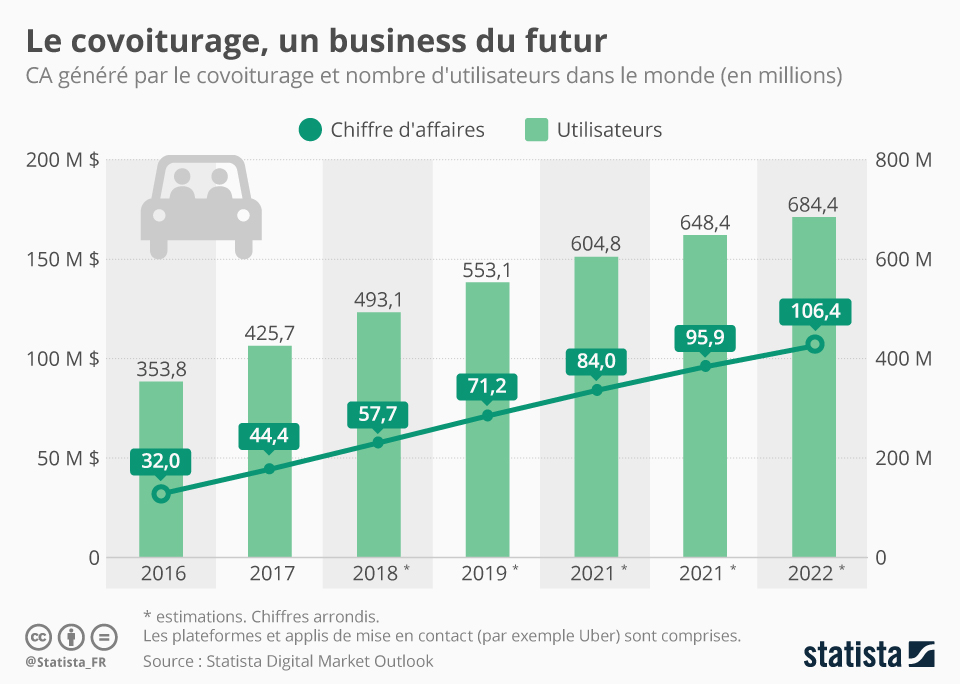 Le covoiturage, un business du futur
CA généré par le covoiturage et nombre d'utilisateurs dans le monde (en millions)
Chiffre d'affaires Utilisateurs
200 M $ 800 M
150 M $ 600 M
100 M $ 400 M
50 M $ 200 M
0 0
353,8 425,7 493,1 553,1 604,8 648,4 684,4
32,0 44,4 57,7 71,2 84,0 95,9 106,4
2016 2017 2018 * 2019 * 2021 * 2021 * 2022 *
* estimations. Chiffres arrondis.
Les plateformes et applis de mise en contact (par exemple Uber) sont comprises.
Source : Statista Digital Market Outlook
cc
@Statista_FR
statista